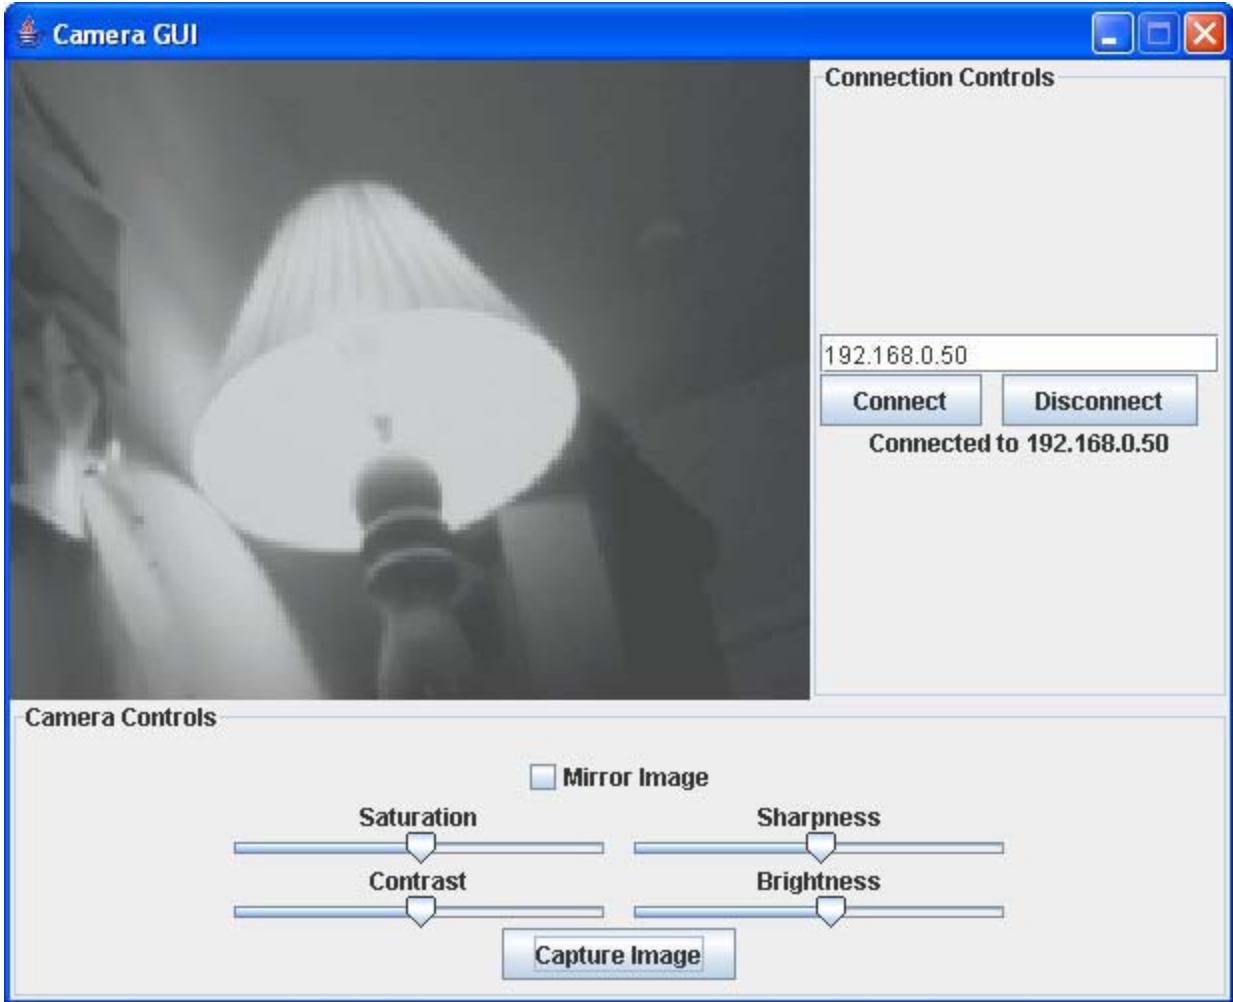 Camera GUI
Connection Controls
192.168.0.50
Connect Disconnect
Connected to 192.168.0.50
Camera Controls
Mirror Image
Saturation Sharpness
Contrast Brightness
Capture Image